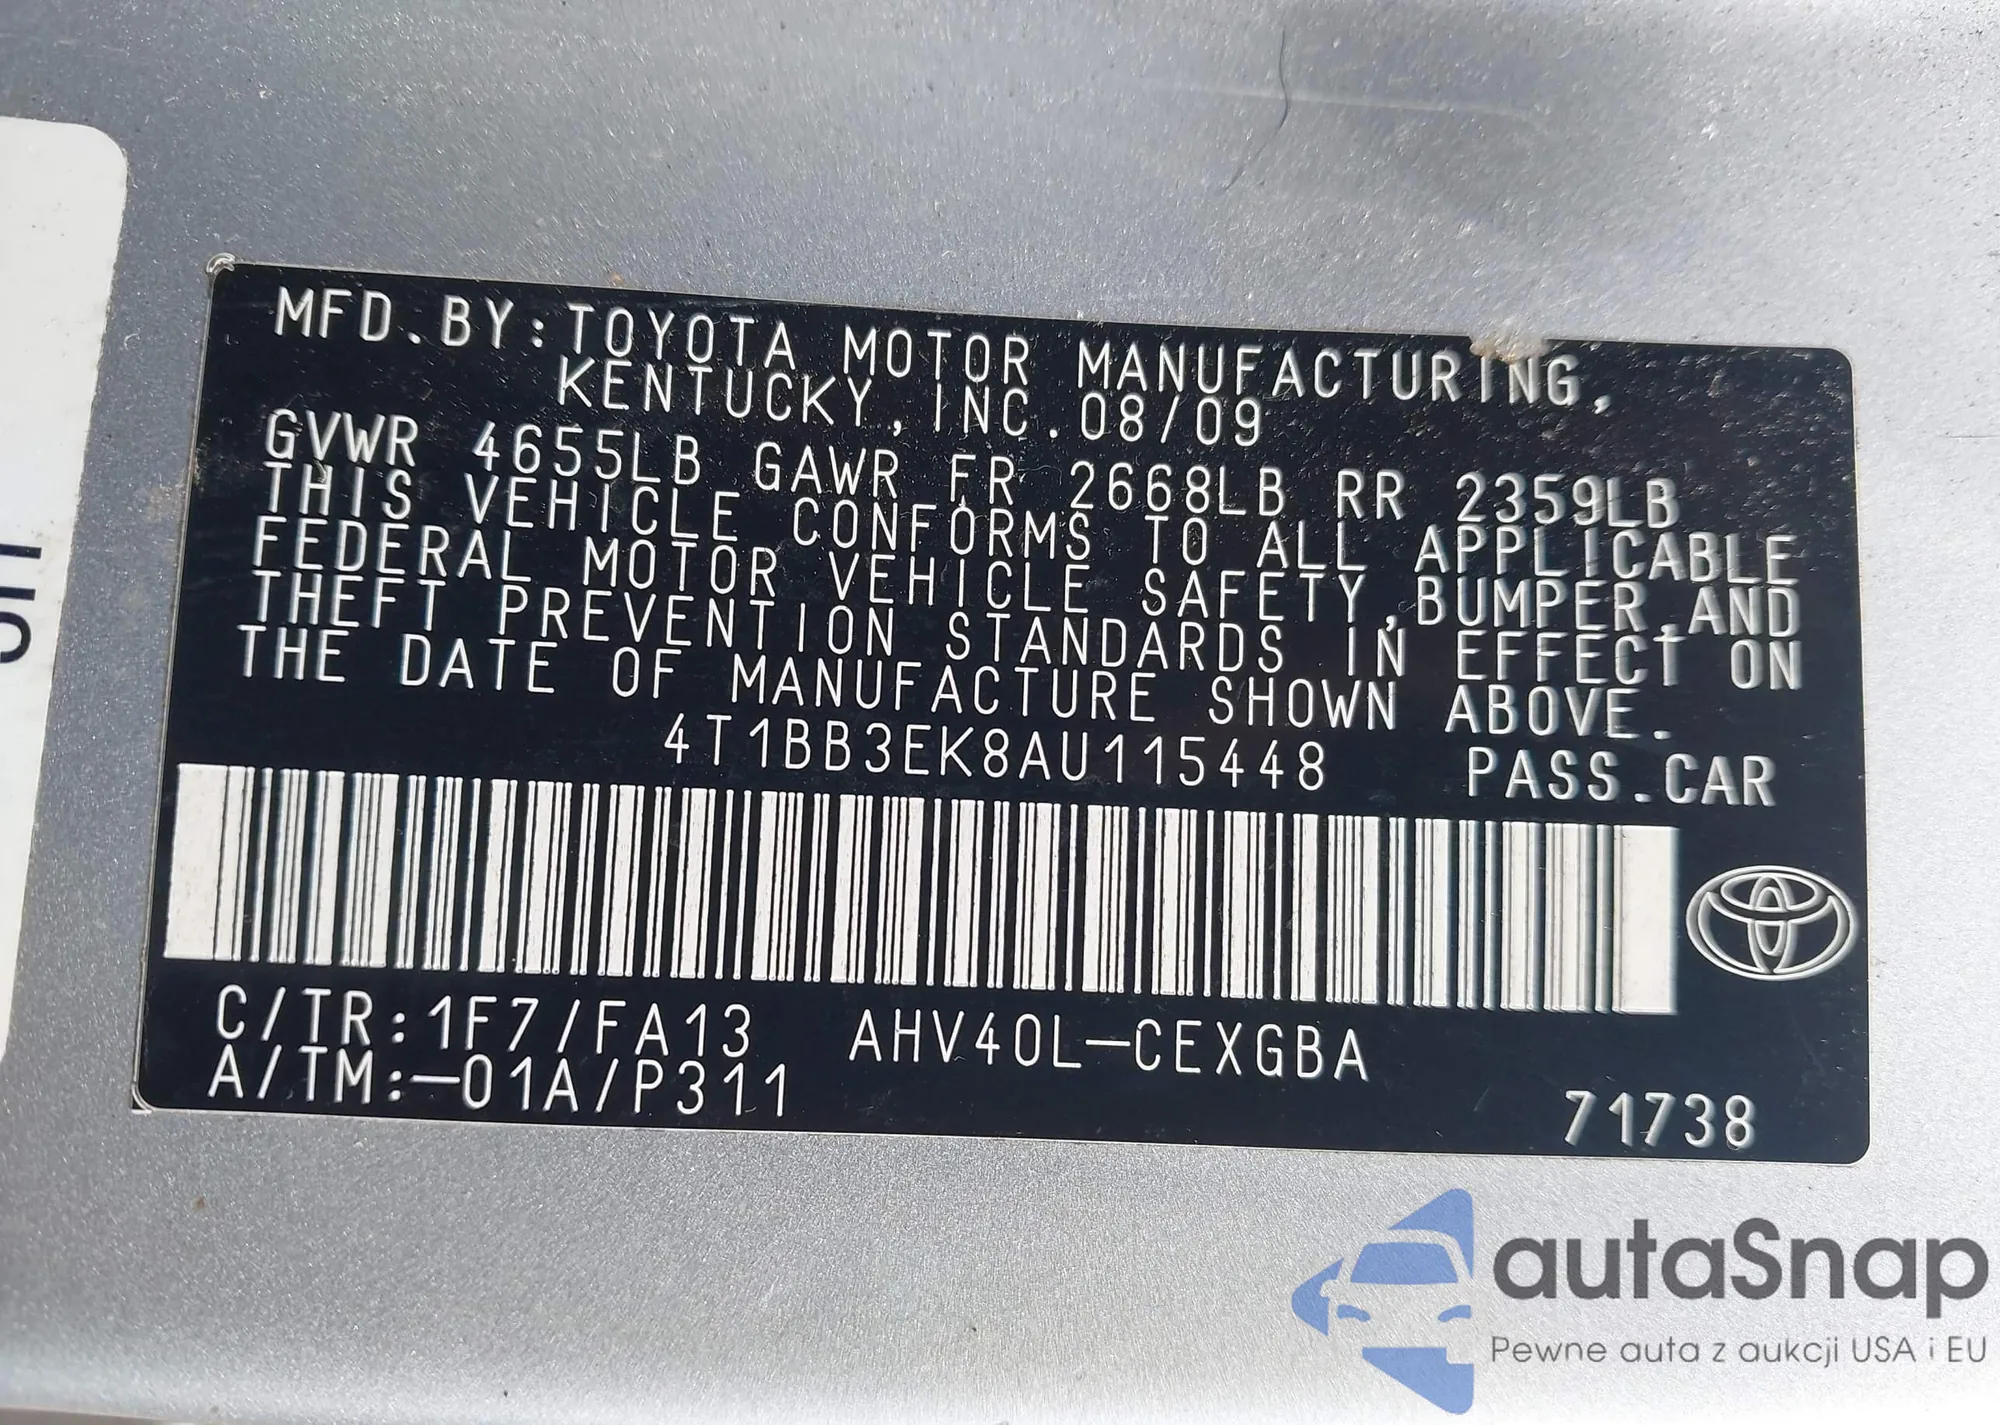 MFD.BY:TOYOTA MOTOR MANUFACTURING,
KENTUCKY,INC.08/09
GVWR 4655LB GAWR FR 2668LB RR 2359LB
THIS VEHICLE CONFORMS TO ALL APPLICABLE
FEDERAL MOTOR VEHICLE SAFETY,BUMPER,AND
THEFT PREVENTION STANDARDS IN EFFECT ON
THE DATE OF MANUFACTURE SHOWN ABOVE.
4T1BB3EK8AU115448 PASS.CAR
C/TR:1F7/FA13 AHV40L-CEXGBA
A/TM:-01A/P311
71738
autaSnap
Pewne auta z aukcji USA i EU